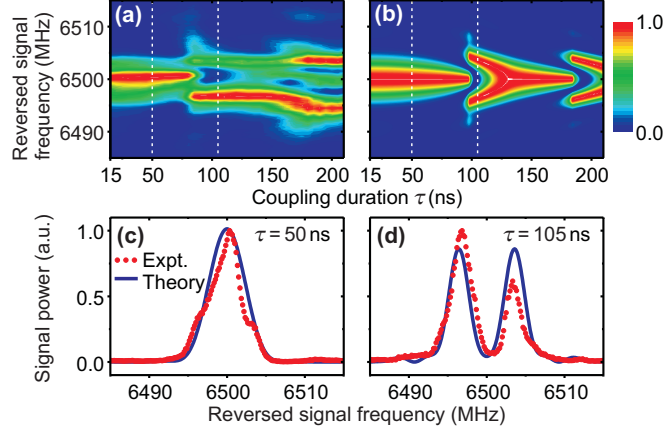 (a)
(b)
Reversed signal
frequency (MHz)
6510
6500
6490
1.0
0.0
15 50 100 150 200
15 50 100 150 200
Coupling duration τ (ns)
(c)
τ = 50 ns
(d)
τ = 105 ns
Expt.
Theory
Signal power (a.u.)
1.0
0.5
0.0
6490 6500 6510
6490 6500 6510
Reversed signal frequency (MHz)